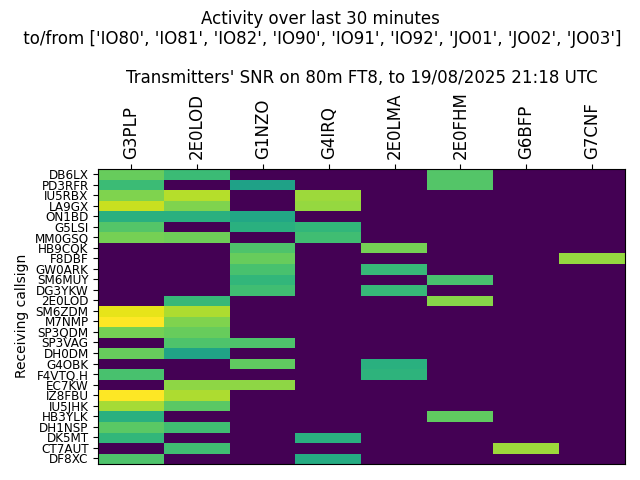 Activity over last 30 minutes
to/from ['IO80', 'IO81', 'IO82', 'IO90', 'IO91', 'IO92', 'JO01', 'JO02', 'JO03']
Transmitters' SNR on 80m FT8, to 19/08/2025 21:18 UTC
G3PLP
2E0LOD
G1NZO
G4IRQ
2E0LMA
2E0FHM
G6BFP
G7CNF
Receiving callsign
DB6LX
PD3RFR
IU5RBX
LA9GX
ON1BD
G5LSI
MM0GSQ
HB9CQK
F8DBF
GW0ARK
SM6MUY
DG3YKW
2E0LOD
SM6ZDM
M7NMP
SP3QDM
SP3VAG
DH0DM
G4OBK
F4VTQ.H
EC7KW
IZ8FBU
IU5JHK
HB3YLK
DH1NSP
DK5MT
CT7AUT
DF8XC